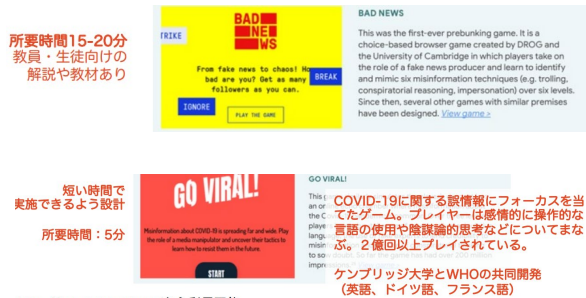 所要時間15-20分
教員・生徒向けの
解説や教材あり
TRIKE
BAD
NE
WS
From fake news to chaos! Ho
bad are you? Get as many
followers as you can.
BREAK
IGNORE
PLAY THE GAME
BAD NEWS
This was the first-ever prebunking game. It is a
choice-based browser game created by DROG and
the University of Cambridge in which players take on
the role of a fake news producer and learn to identify
and mimic six misinformation techniques (e.g. trolling,
conspiratorial reasoning, impersonation) over six levels.
Since then, several other games with similar premises
have been designed. View game >
短い時間で
実施できるよう設計
所要時間：5分
GO VIRAL!
Misinformation about COVID-19 is spreading far and wide. Play
the role of a media manipulator and uncover their tactics to
learn how to resist them in the future.
START
GO VIRAL!
COVID-19に関する誤情報にフォーカスを当
てたゲーム。プレイヤーは感情的に操作的な
言語の使用や陰謀論的思考などについてまな
ぶ。２億回以上プレイされている。
ケンブリッジ大学とWHOの共同開発
（英語、ドイツ語、フランス語）